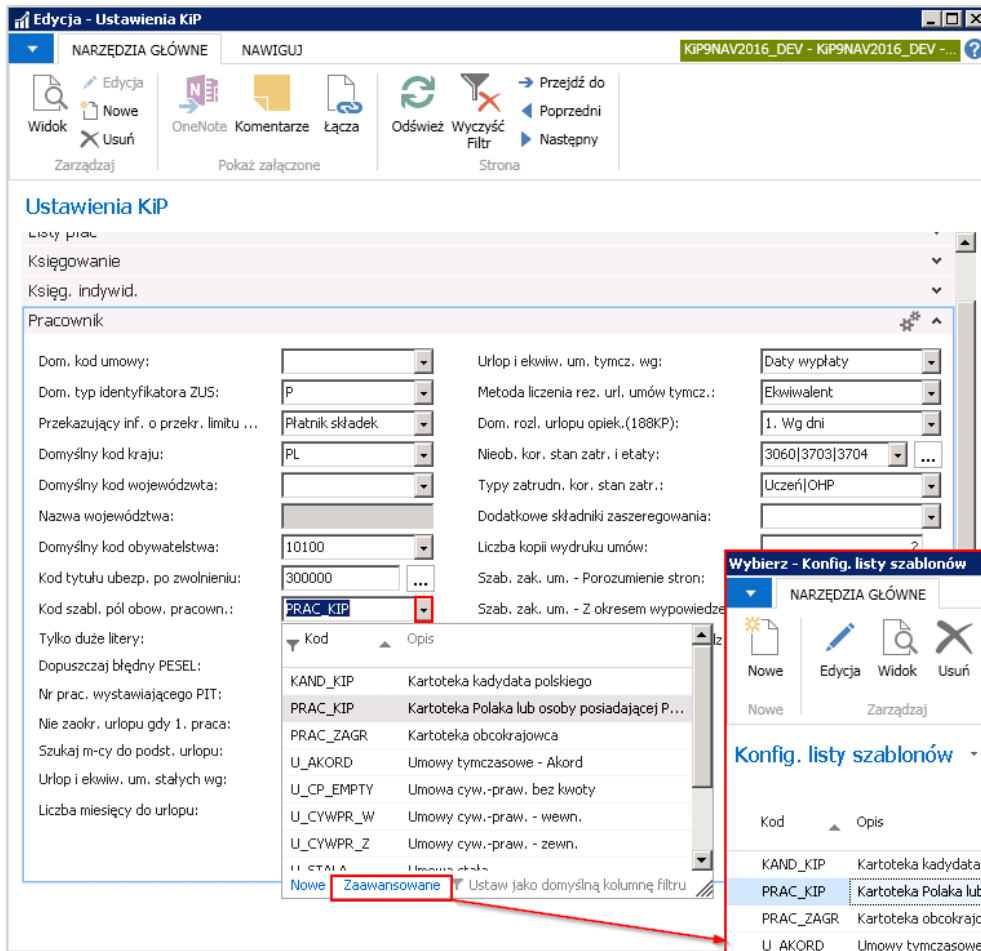 Edycja - Ustawienia KiP
NARZĘDZIA GŁÓWNE NAWIGUJ KiP9NAV2016_DEV - KiP9NAV2016_DEV -...
Widok
Edycja
Nowe
Usuń
Zarządzaj
OneNote Komentarze Łącza
Pokaż załączone
Odśwież Wyczyść Filtr
Przejdź do
Poprzedni
Następny
Strona
Ustawienia KiP
Listy płac
Księgowanie
Księg. indywid.
Pracownik
Dom. kod umowy:
Dom. typ identyfikatora ZUS: P
Przekazujący inf. o przekr. limitu ... Płatnik składek
Domyślny kod kraju: PL
Domyślny kod województwa:
Nazwa województwa:
Domyślny kod obywatelstwa: 10100
Kod tytułu ubezp. po zwolnieniu: 300000 ...
Kod szabl. pól obow. pracown.: PRAC_KIP
Tylko duże litery:
Dopuszczaj błędny PESEL:
Nr prac. wystawiającego PIT:
Nie zaokr. urlopu gdy 1. praca:
Szukaj m-cy do podst. urlopu:
Urlop i ekwiw. um. stałych wg:
Liczba miesięcy do urlopu:
Urlop i ekwiw. um. tymcz. wg: Daty wypłaty
Metoda liczenia rez. url. umów tymcz.: Ekwiwalent
Dom. rozl. urlopu opiek.(188KP): 1. Wg dni
Nieob. kor. stan zatr. i etaty: 3060|3703|3704 ...
Typy zatrudn. kor. stan zatr.: Uczeń|OHP
Dodatkowe składniki zaszeregowania:
Liczba kopii wydruku umów: 2
Szab. zak. um. - Porozumienie stron:
Szab. zak. um. - Z okresem wypowiedze
Kod Opis
KAND_KIP Kartoteka kadydata polskiego
PRAC_KIP Kartoteka Polaka lub osoby posiadającej P...
PRAC_ZAGR Kartoteka obcokrajowca
U_AKORD Umowy tymczasowe - Akord
U_CP_EMPTY Umowa cyw.-praw. bez kwoty
U_CYWPR_W Umowy cyw.-praw. - wewn.
U_CYWPR_Z Umowy cyw.-praw. - zewn.
U_STALA Umowa stała
Nowe Zaawansowane Ustaw jako domyślną kolumnę filtru
Wybierz - Konfig. listy szablonów
NARZĘDZIA GŁÓWNE
Nowe Edycja Widok Usuń
Nowe Zarządzaj
Konfig. listy szablonów
Kod Opis
KAND_KIP Kartoteka kadydata
PRAC_KIP Kartoteka Polaka lub
PRAC_ZAGR Kartoteka obcokrajo
U_AKORD Umowy tymczasowe